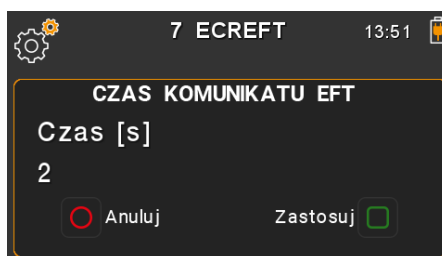 7 ECREFT 13:51
CZAS KOMUNIKATU EFT
Czas [s]
2
Anuluj Zastosuj